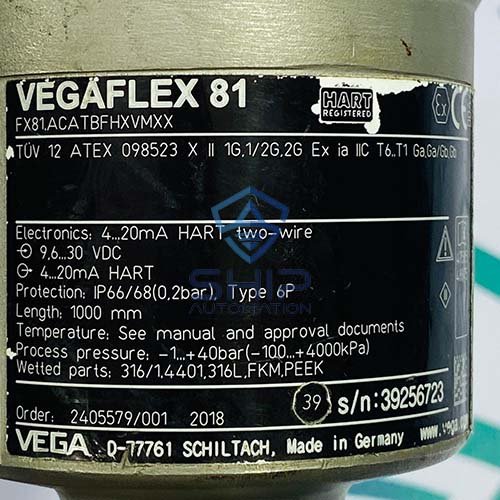 VEGAFLEX 81
HART
REGISTERED
FX81.ACATBFHXVMXX
TÜV 12 ATEX 098523 X II 1G,1/2G,2G Ex ia IIC T6..T1 Ga,Ga/Gb,Gb
Electronics: 4...20mA HART two-wire
9,6...30 VDC
4...20mA HART
SHIP
AUTOMATION
Protection: IP66/68(0,2bar), Type 6P
Length: 1000 mm
Temperature: See manual and approval documents
Process pressure: -1...+40bar(-100...+4000kPa)
Wetted parts: 316/1.4401,316L,FKM,PEEK
39 s/n:39256723
Order: 2405579/001 2018
VEGA D-77761 SCHILTACH, Made in Germany www.vega